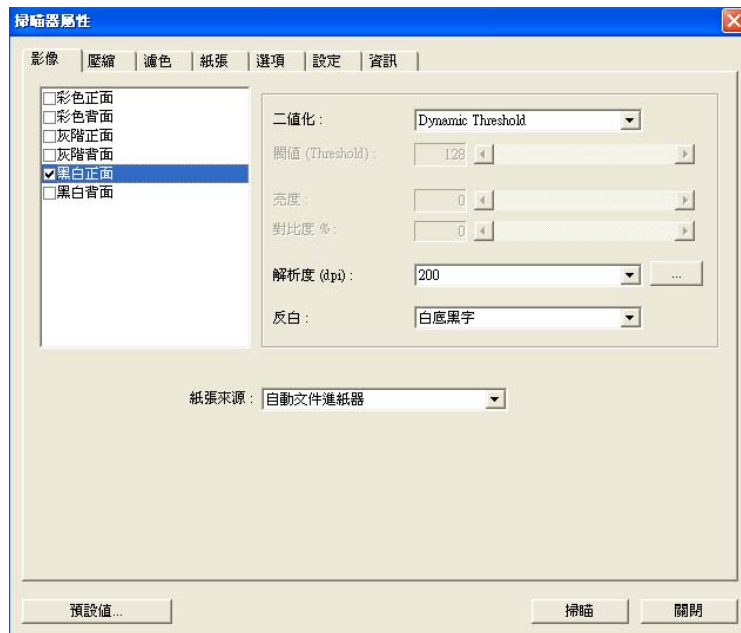 掃瞄器屬性
影像 壓縮 濾色 紙張 選項 設定 資訊
彩色正面
彩色背面
灰階正面
灰階背面
黑白正面
黑白背面
二值化 : Dynamic Threshold
閥值 (Threshold) : 128
亮度 : 0
對比度 % : 0
解析度 (dpi) : 200 ...
反白 : 白底黑字
紙張來源 : 自動文件進紙器
預設值... 掃瞄 關閉